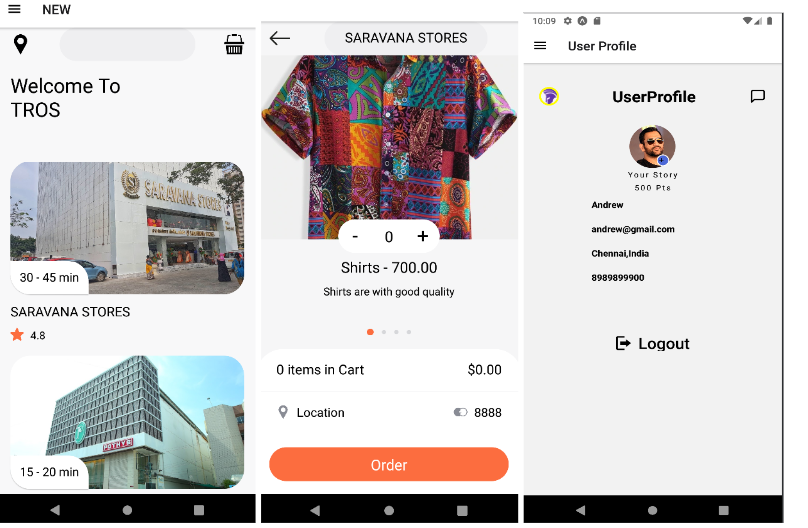 NEW
Welcome To
TROS
SARAVANA STORES
30 - 45 min
SARAVANA STORES
4.8
POTHYS
15 - 20 min
SARAVANA STORES
- 0 +
Shirts - 700.00
Shirts are with good quality
0 items in Cart $0.00
Location 8888
Order
10:09
User Profile
UserProfile
Your Story
500 Pts
Andrew
andrew@gmail.com
Chennai,India
8989899900
Logout